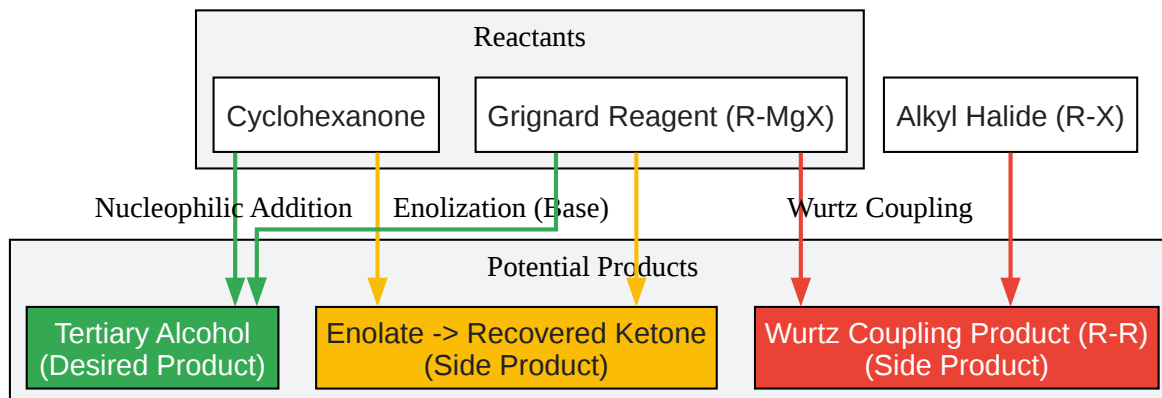 Reactants
Cyclohexanone
Grignard Reagent (R-MgX)
Alkyl Halide (R-X)
Nucleophilic Addition
Enolization (Base)
Wurtz Coupling
Potential Products
Tertiary Alcohol
(Desired Product)
Enolate -> Recovered Ketone
(Side Product)
Wurtz Coupling Product (R-R)
(Side Product)